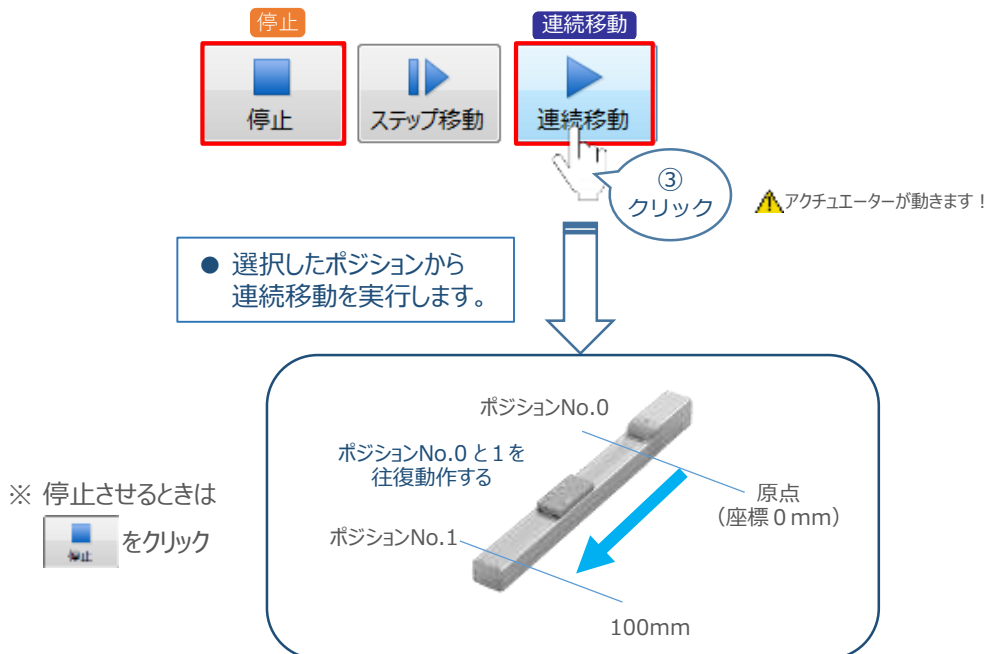 停止
連続移動
停止
ステップ移動
連続移動
③
クリック
アクチュエーターが動きます！
● 選択したポジションから
連続移動を実行します。
ポジションNo.0
ポジションNo.0 と1を
往復動作する
原点
（座標０mm）
ポジションNo.1
100mm
※ 停止させるときは
停止 をクリック